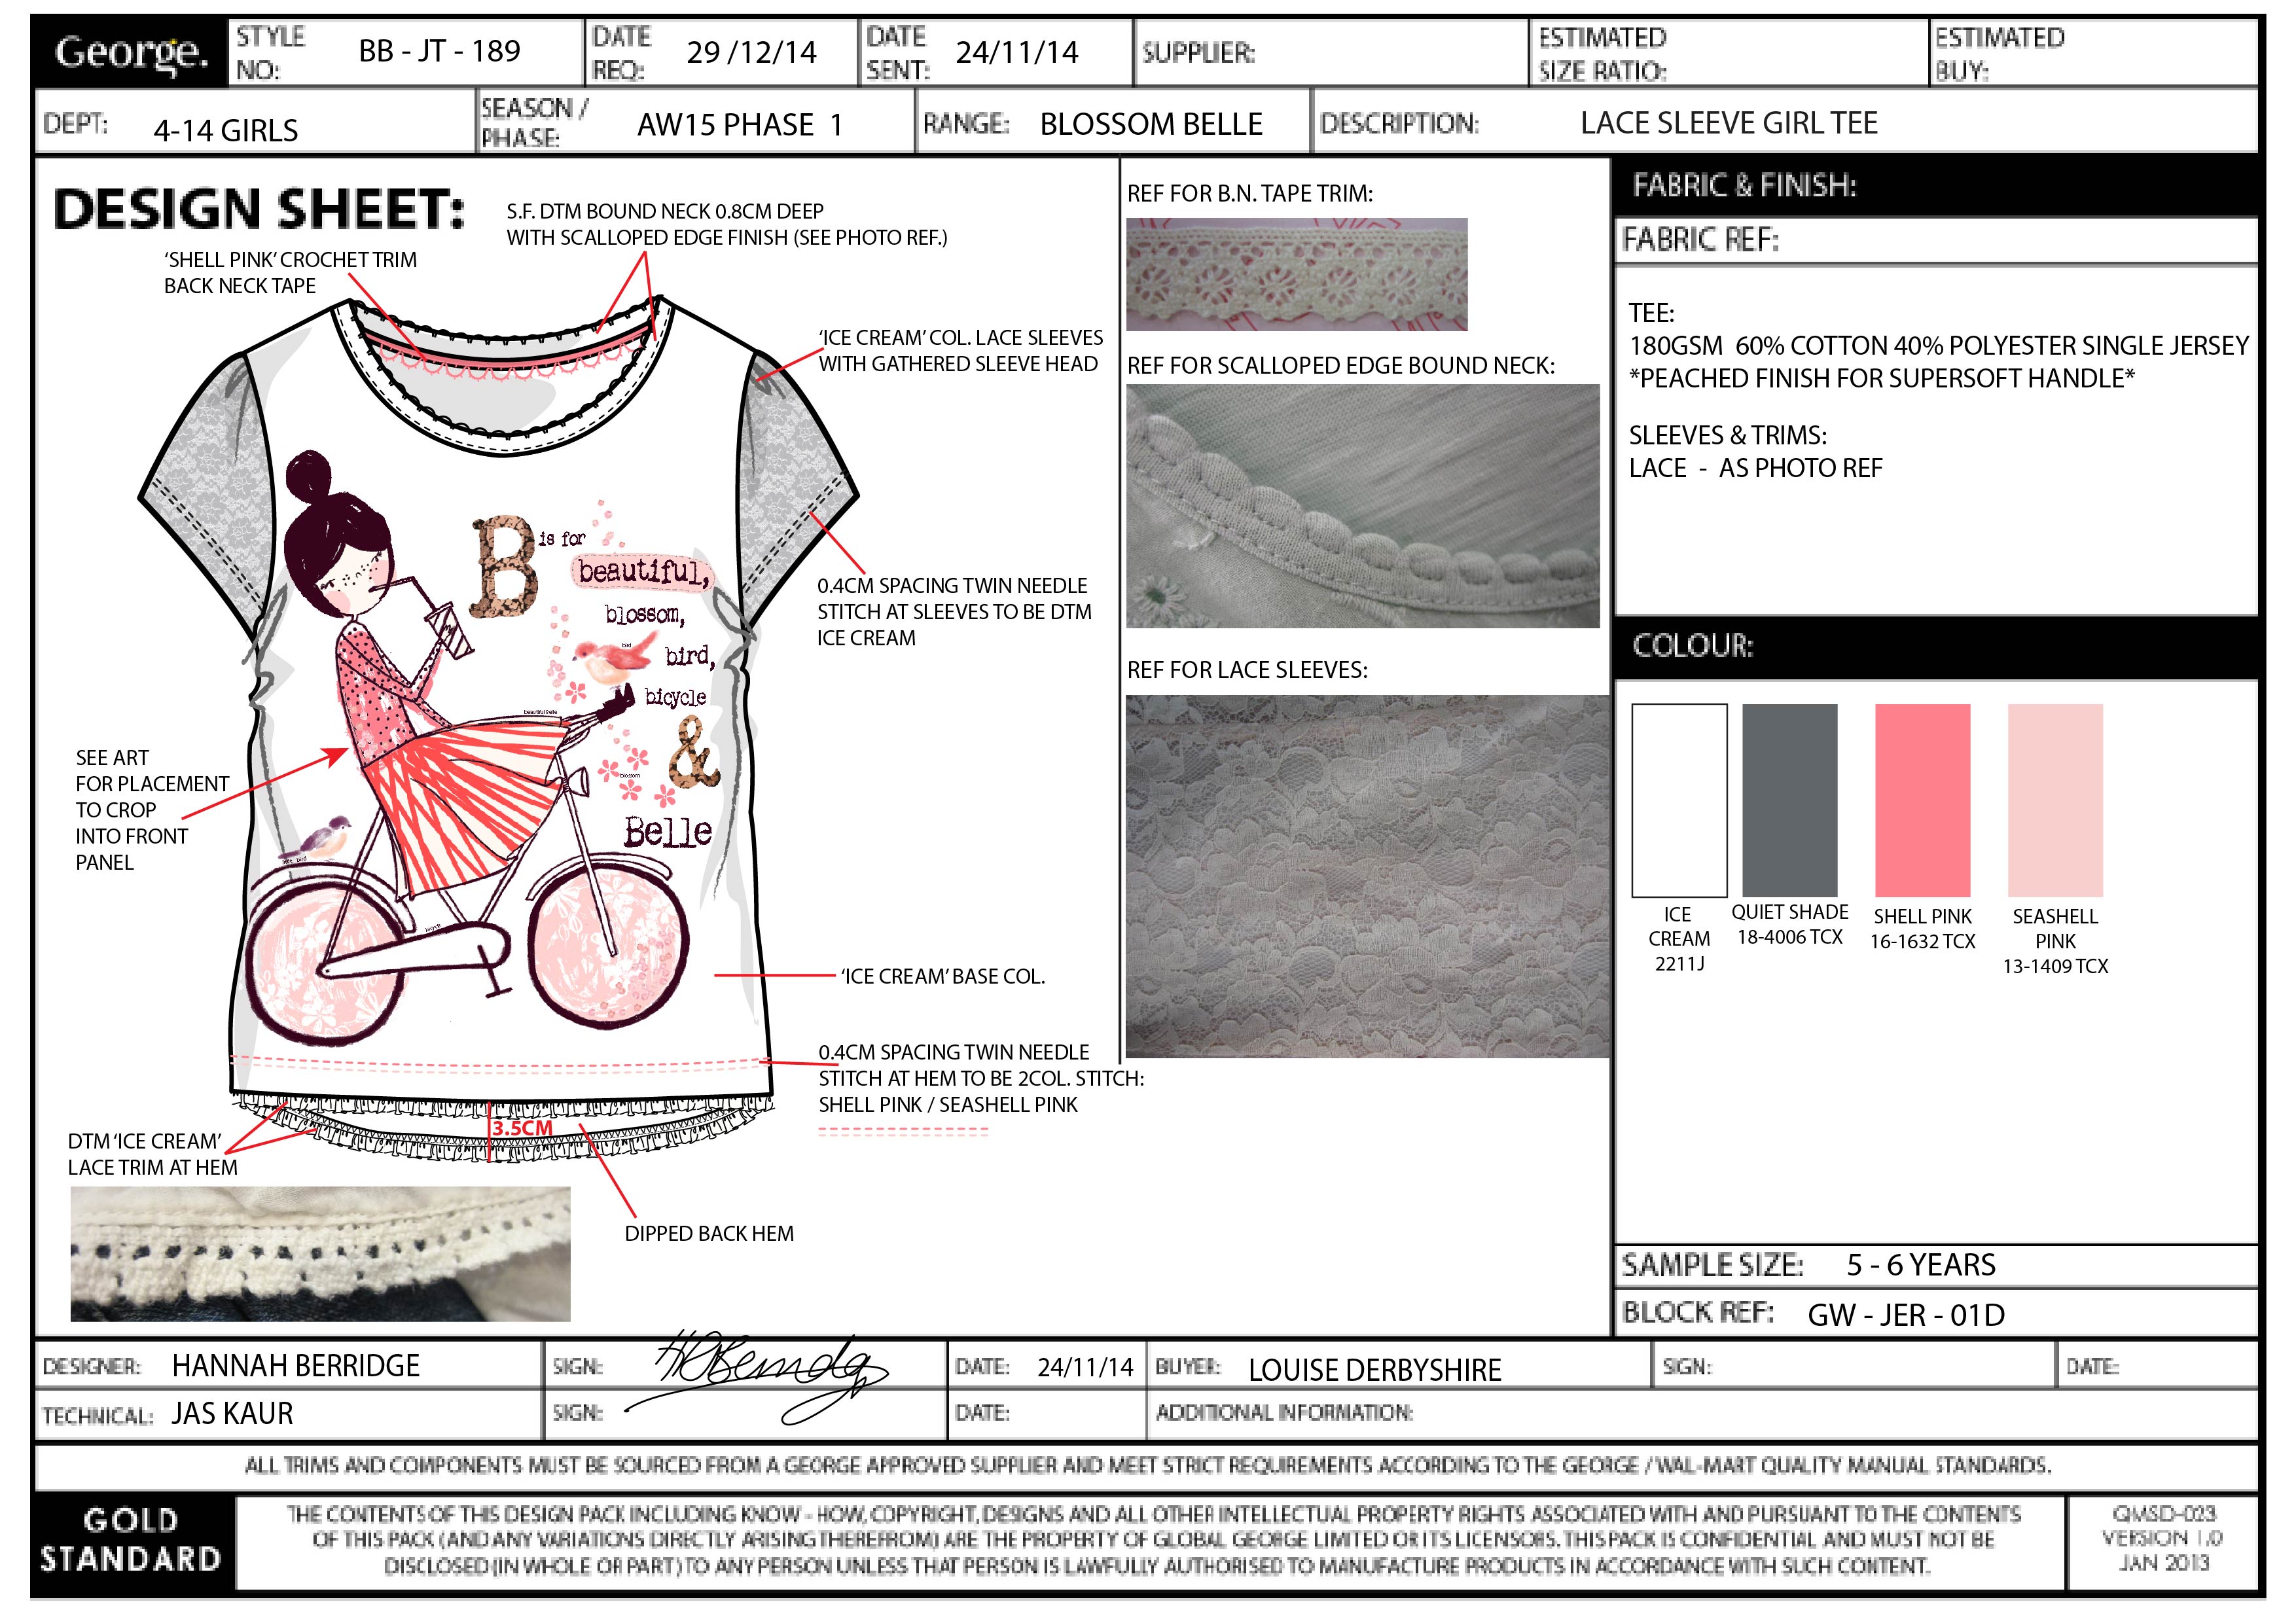 George.
STYLE NO: BB - JT - 189
DATE REQ: 29 /12/14
DATE SENT: 24/11/14
SUPPLIER:
ESTIMATED SIZE RATIO:
ESTIMATED BUY:
DEPT: 4-14 GIRLS
SEASON / PHASE: AW15 PHASE 1
RANGE: BLOSSOM BELLE
DESCRIPTION: LACE SLEEVE GIRL TEE
DESIGN SHEET:
S.F. DTM BOUND NECK 0.8CM DEEP
WITH SCALLOPED EDGE FINISH (SEE PHOTO REF.)
‘SHELL PINK’ CROCHET TRIM
BACK NECK TAPE
‘ICE CREAM’ COL. LACE SLEEVES
WITH GATHERED SLEEVE HEAD
B is for
beautiful,
blossom,
bird
bird,
bicycle
beautiful Belle
&
blossom
Belle
bird
bicycle
0.4CM SPACING TWIN NEEDLE
STITCH AT SLEEVES TO BE DTM
ICE CREAM
SEE ART
FOR PLACEMENT
TO CROP
INTO FRONT
PANEL
‘ICE CREAM’ BASE COL.
0.4CM SPACING TWIN NEEDLE
STITCH AT HEM TO BE 2COL. STITCH:
SHELL PINK / SEASHELL PINK
3.5CM
DTM ‘ICE CREAM’
LACE TRIM AT HEM
DIPPED BACK HEM
REF FOR B.N. TAPE TRIM:
REF FOR SCALLOPED EDGE BOUND NECK:
REF FOR LACE SLEEVES:
FABRIC & FINISH:
FABRIC REF:
TEE:
180GSM 60% COTTON 40% POLYESTER SINGLE JERSEY
*PEACHED FINISH FOR SUPERSOFT HANDLE*
SLEEVES & TRIMS:
LACE - AS PHOTO REF
COLOUR:
ICE CREAM 2211J
QUIET SHADE 18-4006 TCX
SHELL PINK 16-1632 TCX
SEASHELL PINK 13-1409 TCX
SAMPLE SIZE: 5 - 6 YEARS
BLOCK REF: GW - JER - 01D
DESIGNER: HANNAH BERRIDGE
SIGN:
DATE: 24/11/14
BUYER: LOUISE DERBYSHIRE
SIGN:
DATE:
TECHNICAL: JAS KAUR
SIGN:
DATE:
ADDITIONAL INFORMATION:
ALL TRIMS AND COMPONENTS MUST BE SOURCED FROM A GEORGE APPROVED SUPPLIER AND MEET STRICT REQUIREMENTS ACCORDING TO THE GEORGE / WAL-MART QUALITY MANUAL STANDARDS.
GOLD
STANDARD
THE CONTENTS OF THIS DESIGN PACK INCLUDING KNOW - HOW, COPYRIGHT, DESIGNS AND ALL OTHER INTELLECTUAL PROPERTY RIGHTS ASSOCIATED WITH AND PURSUANT TO THE CONTENTS
OF THIS PACK (AND ANY VARIATIONS DIRECTLY ARISING THEREFROM) ARE THE PROPERTY OF GLOBAL GEORGE LIMITED OR ITS LICENSORS. THIS PACK IS CONFIDENTIAL AND MUST NOT BE
DISCLOSED (IN WHOLE OR PART) TO ANY PERSON UNLESS THAT PERSON IS LAWFULLY AUTHORISED TO MANUFACTURE PRODUCTS IN ACCORDANCE WITH SUCH CONTENT.
QMSD-023
VERSION 1.0
JAN 2013